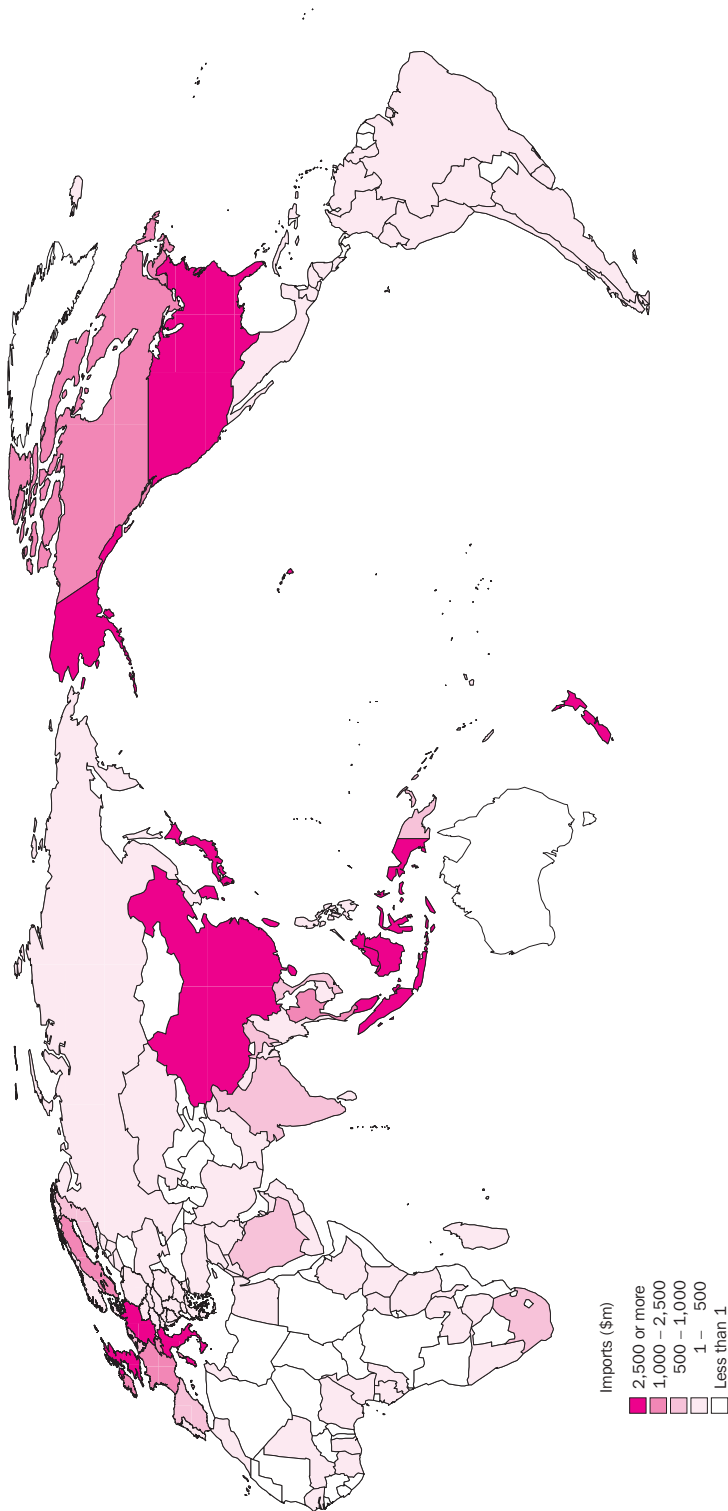 Imports ($m)
2,500 or more
1,000 – 2,500
500 – 1,000
1 – 500
Less than 1